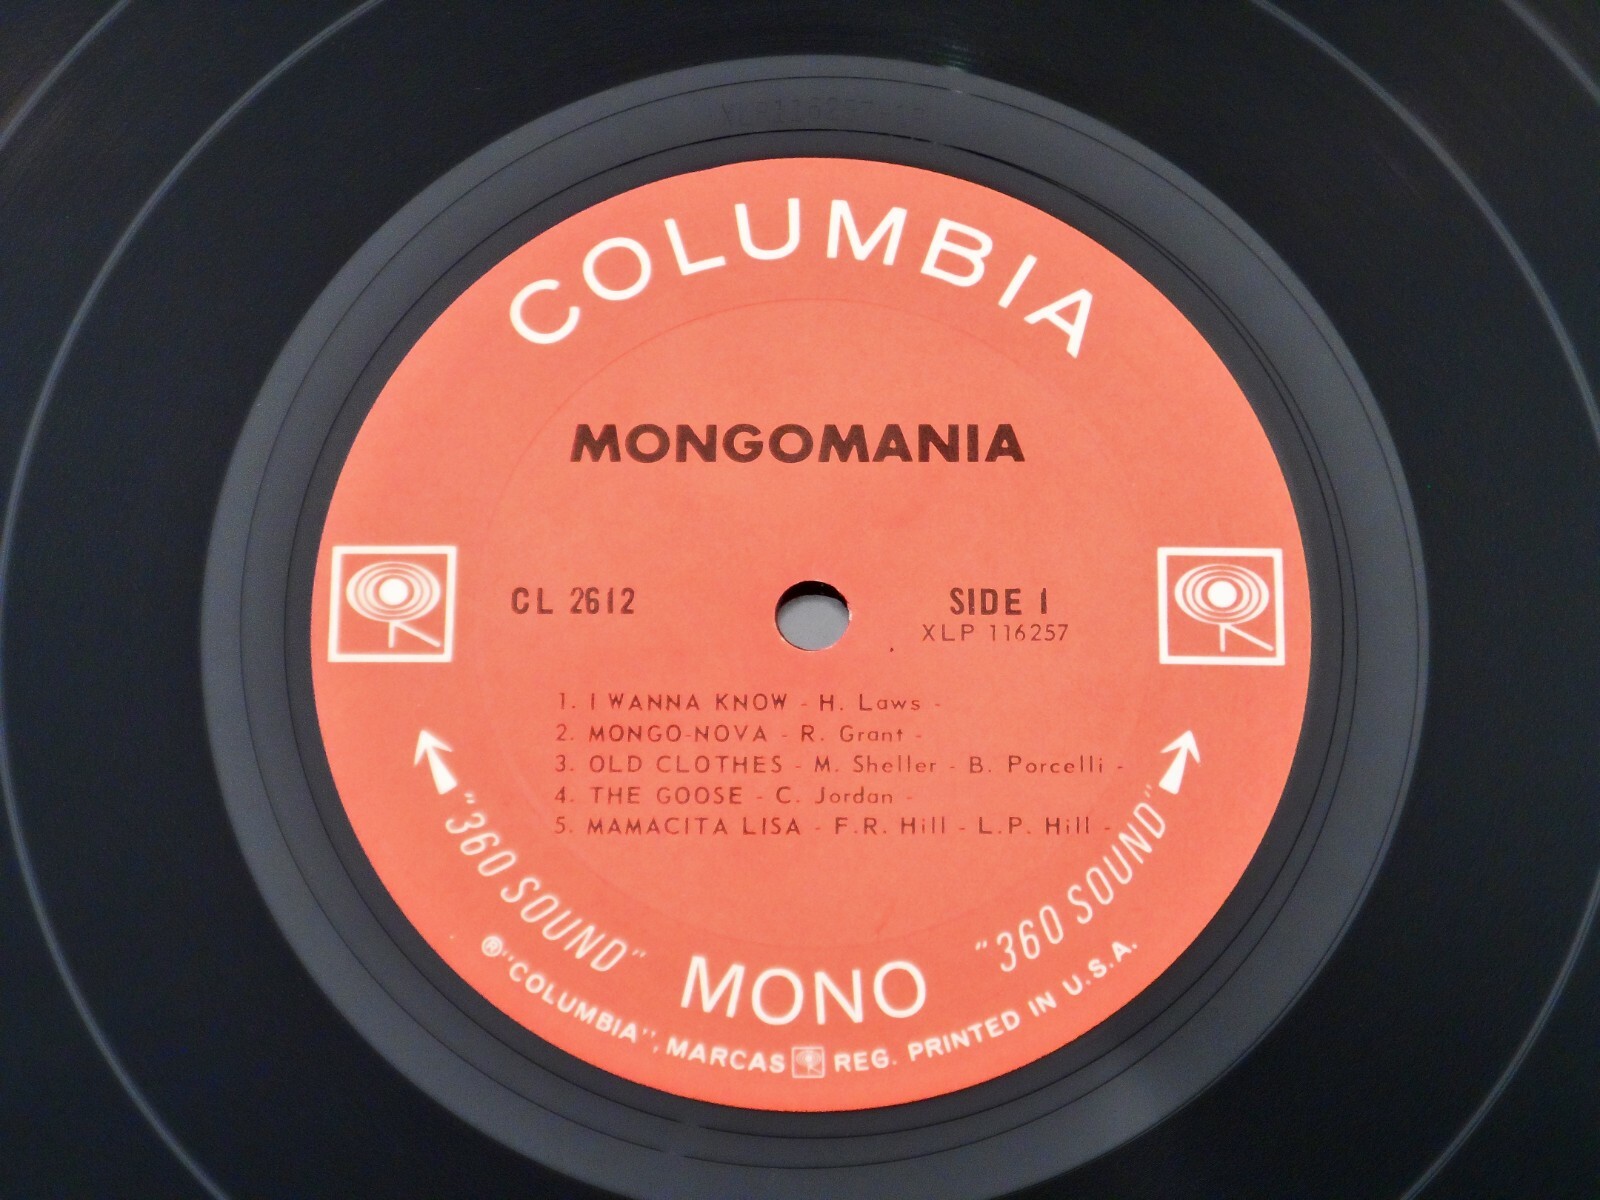 COLUMBIA
MONGOMANIA
CL 2612
SIDE 1
XLP 116257
1. I WANNA KNOW - H. Laws -
2. MONGO-NOVA - R. Grant -
3. OLD CLOTHES - M. Sheller - B. Porcelli -
4. THE GOOSE - C. Jordan -
5. MAMACITA LISA - F.R. Hill - L.P. Hill -
"360 SOUND"
MONO
"360 SOUND"
®"COLUMBIA", MARCAS REG. PRINTED IN U.S.A.